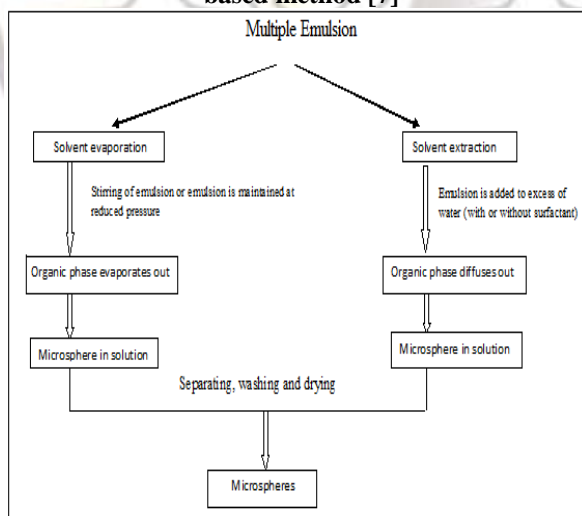 based method [7]
Multiple Emulsion
Solvent evaporation
Solvent extraction
Stirring of emulsion or emulsion is maintained at
reduced pressure
Emulsion is added to excess of
water (with or without surfactant)
Organic phase evaporates out
Organic phase diffuses out
Microsphere in solution
Microsphere in solution
Separating, washing and drying
Microspheres